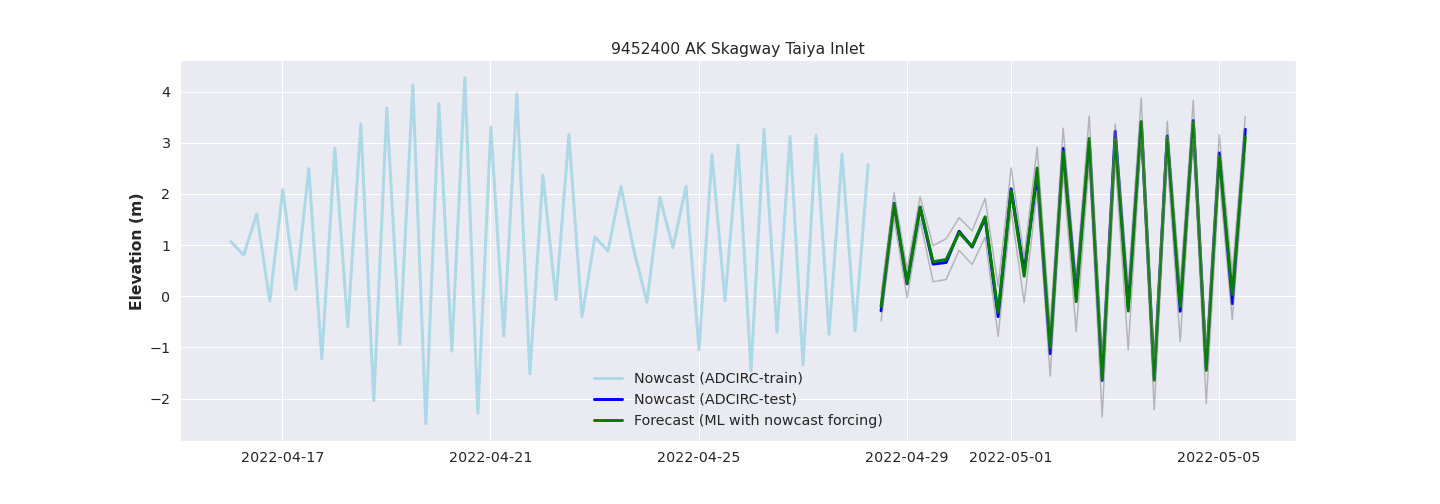 9452400 AK Skagway Taiya Inlet
Elevation (m)
4
3
2
1
0
−1
−2
Nowcast (ADCIRC-train)
Nowcast (ADCIRC-test)
Forecast (ML with nowcast forcing)
2022-04-17 2022-04-21 2022-04-25 2022-04-29 2022-05-01 2022-05-05